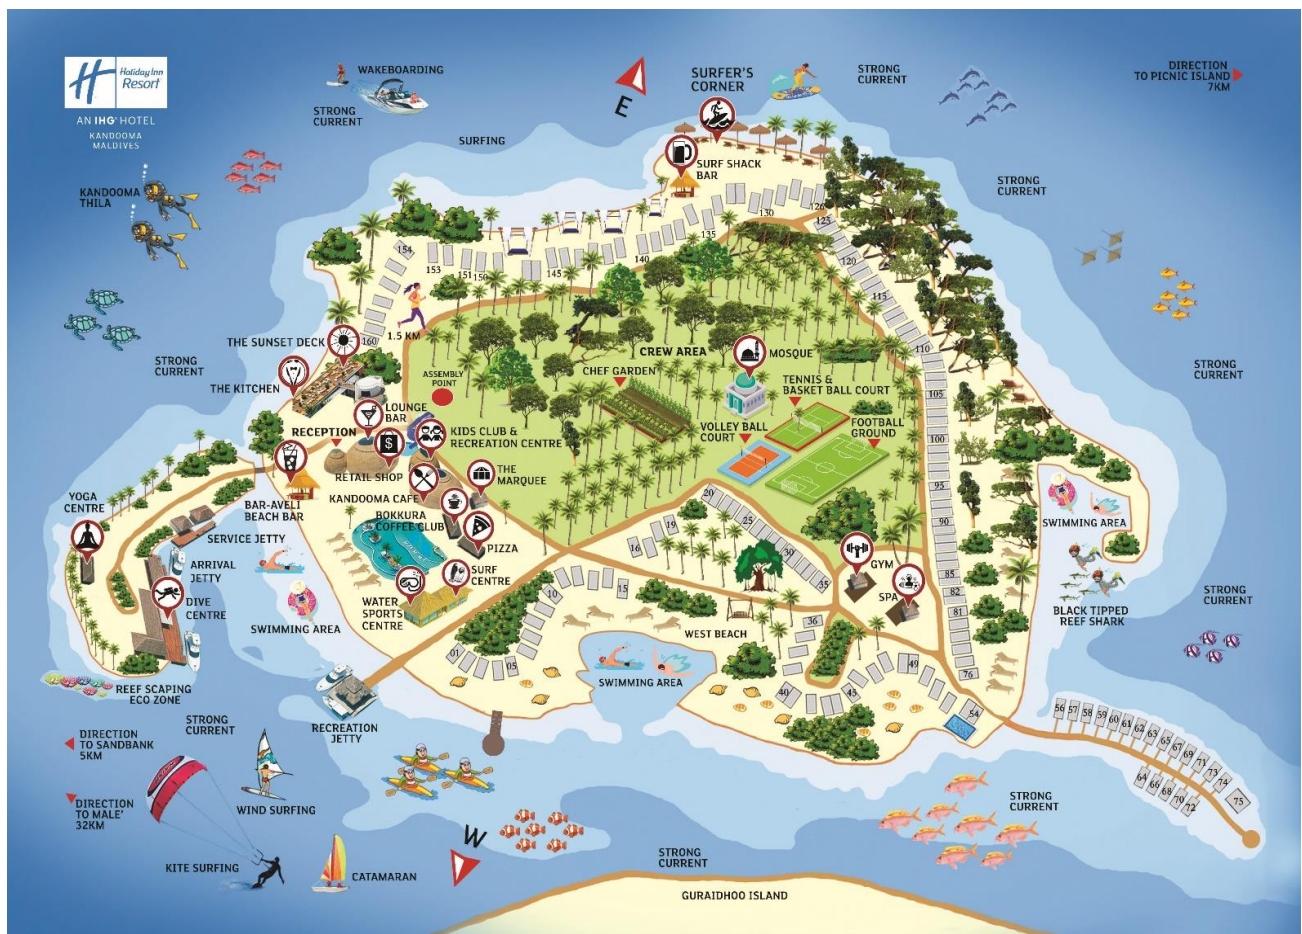 Holiday Inn
Resort
AN IHG® HOTEL
KANDOOMA
MALDIVES
WAKEBOARDING
STRONG
CURRENT
SURFING
E
SURFER'S
CORNER
SURF SHACK
BAR
STRONG
CURRENT
DIRECTION
TO PICNIC ISLAND
7KM
KANDOOMA
THILA
STRONG
CURRENT
126
130
135
123
140
145
150
151
153
154
120
115
110
105
100
95
90
85
82
81
76
1.5 KM
160
THE SUNSET DECK
THE KITCHEN
STRONG
CURRENT
STRONG
CURRENT
CREW AREA
MOSQUE
CHEF GARDEN
TENNIS &
BASKET BALL COURT
VOLLEY BALL
COURT
FOOTBALL
GROUND
ASSEMBLY
POINT
LOUNGE
BAR
RECEPTION
$
KIDS CLUB &
RECREATION CENTRE
RETAIL SHOP
THE
MARQUEE
KANDOOMA CAFE
BOKKURA
COFFEE CLUB
PIZZA
SURF
CENTRE
WATER
SPORTS
CENTRE
BAR-AVELI
BEACH BAR
YOGA
CENTRE
SERVICE JETTY
ARRIVAL
JETTY
DIVE
CENTRE
SWIMMING AREA
REEF SCAPING
ECO ZONE
RECREATION
JETTY
20
19
16
25
30
35
GYM
SPA
15
10
01
05
WEST BEACH
36
40
45
49
54
SWIMMING AREA
SWIMMING AREA
BLACK TIPPED
REEF SHARK
STRONG
CURRENT
56
57
58
59
60
61
62
63
65
67
69
71
73
74
75
64
66
68
70
72
STRONG
CURRENT
DIRECTION
TO SANDBANK
5KM
DIRECTION
TO MALE'
32KM
WIND SURFING
KITE SURFING
CATAMARAN
W
STRONG
CURRENT
STRONG
CURRENT
GURAIDHOO ISLAND